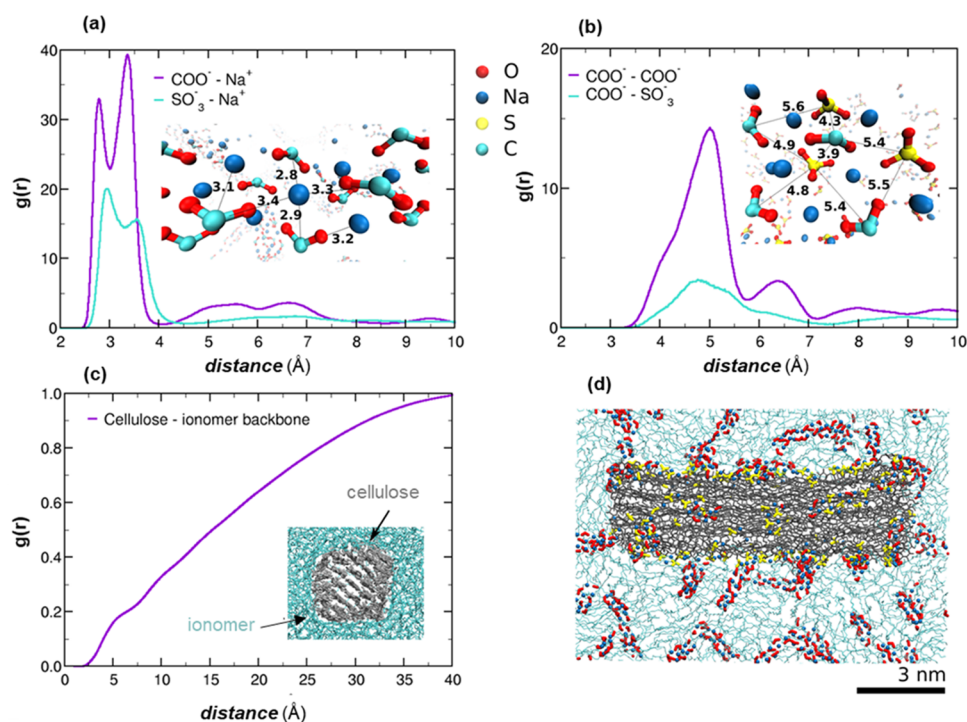 (a)
40
30
20
10
0
g(r)
COO⁻ - Na⁺
SO₃⁻ - Na⁺
3.1
2.8
3.4
3.3
2.9
3.2
2 3 4 5 6 7 8 9 10
distance (Å)
O
Na
S
C
(b)
20
10
0
g(r)
COO⁻ - COO⁻
COO⁻ - SO₃⁻
5.6
4.3
4.9
3.9
5.4
4.8
5.5
5.4
2 3 4 5 6 7 8 9 10
distance (Å)
(c)
1.0
0.8
0.6
0.4
0.2
0.0
g(r)
Cellulose - ionomer backbone
cellulose
ionomer
0 5 10 15 20 25 30 35 40
distance (Å)
(d)
3 nm